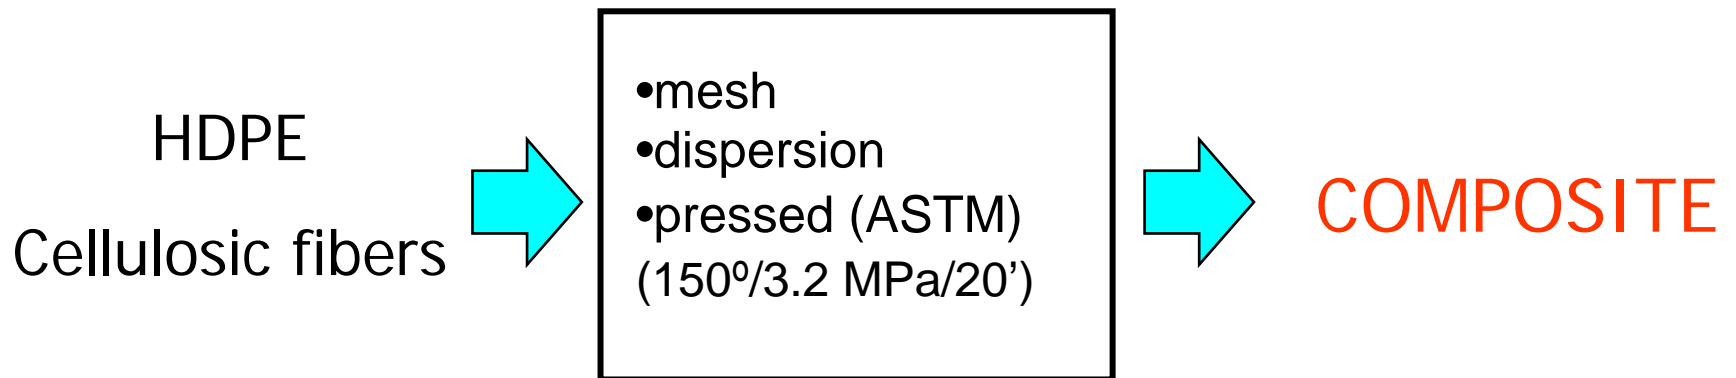 HDPE
Cellulosic fibers
•mesh
•dispersion
•pressed (ASTM)
(150º/3.2 MPa/20’)
COMPOSITE